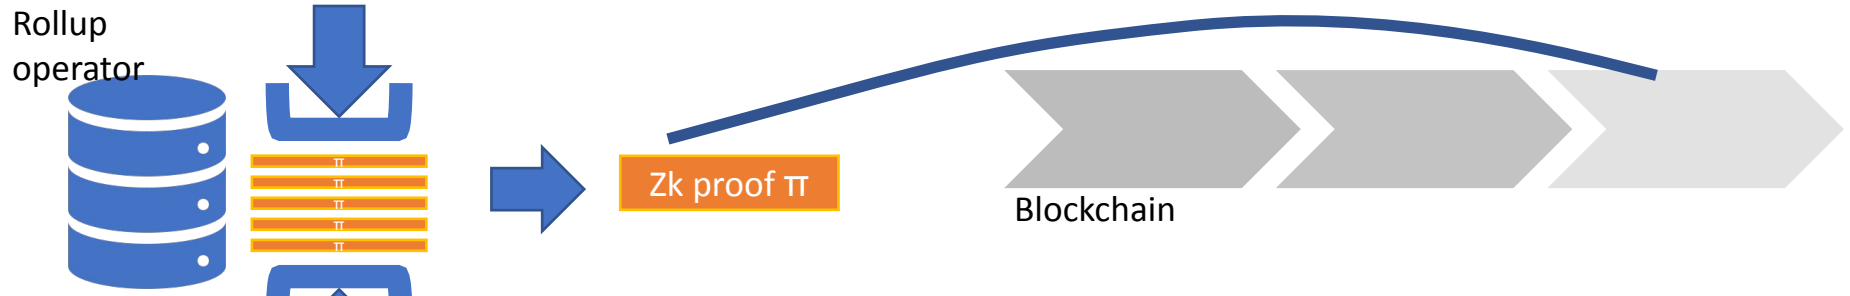 Rollup
operator
π
π
π
π
π
Zk proof π
Blockchain